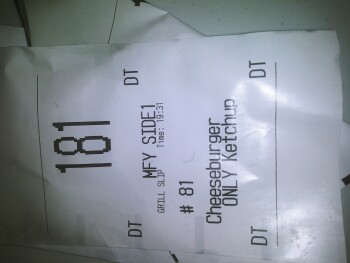 DT DT
181
GRILL SLIP
MFY SIDE1
Time: 19:31
# 81
Cheeseburger
ONLY Ketchup
DT DT